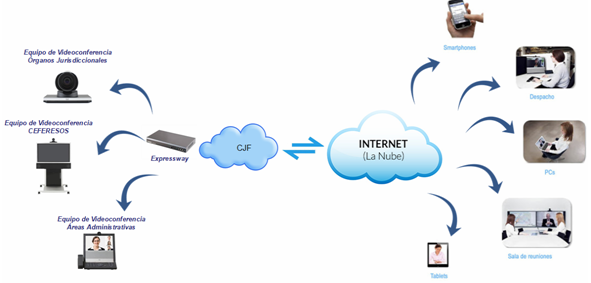 Equipo de Videoconferencia
Órganos Jurisdiccionales
Equipo de Videoconferencia
CEFERESOS
Expressway
Equipo de Videoconferencia
Áreas Administrativas
CJF
INTERNET
(La Nube)
Smartphones
Despacho
PCs
Sala de reuniones
Tablets